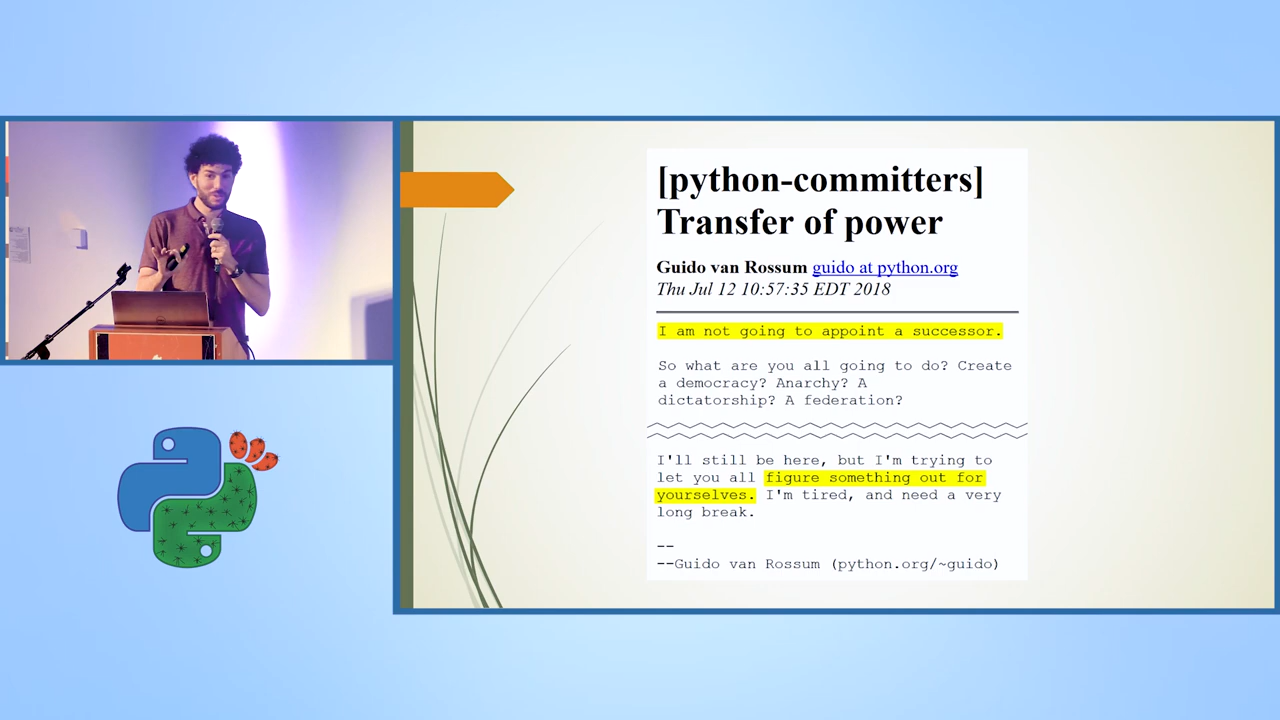 [python-committers]
Transfer of power
Guido van Rossum guido at python.org
Thu Jul 12 10:57:35 EDT 2018
I am not going to appoint a successor.
So what are you all going to do? Create
a democracy? Anarchy? A
dictatorship? A federation?
I'll still be here, but I'm trying to
let you all figure something out for
yourselves. I'm tired, and need a very
long break.
--
--Guido van Rossum (python.org/~guido)